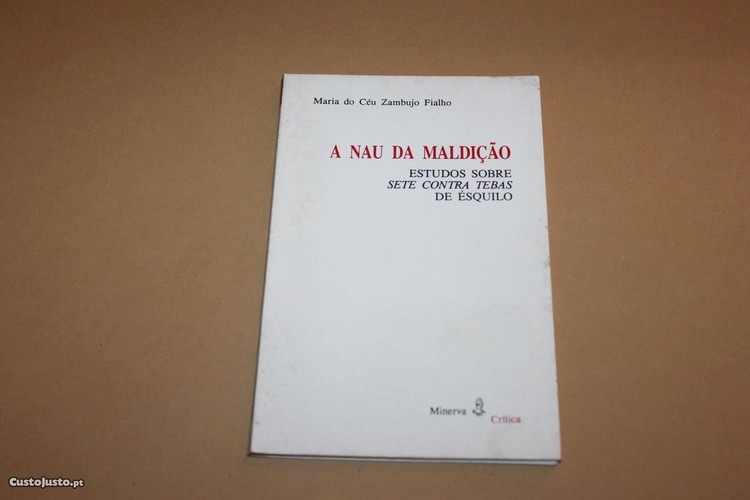 Maria do Céu Zambujo Fialho
A NAU DA MALDIÇÃO
ESTUDOS SOBRE
SETE CONTRA TEBAS
DE ÉSQUILO
Minerva
Crítica
CustoJusto.pt